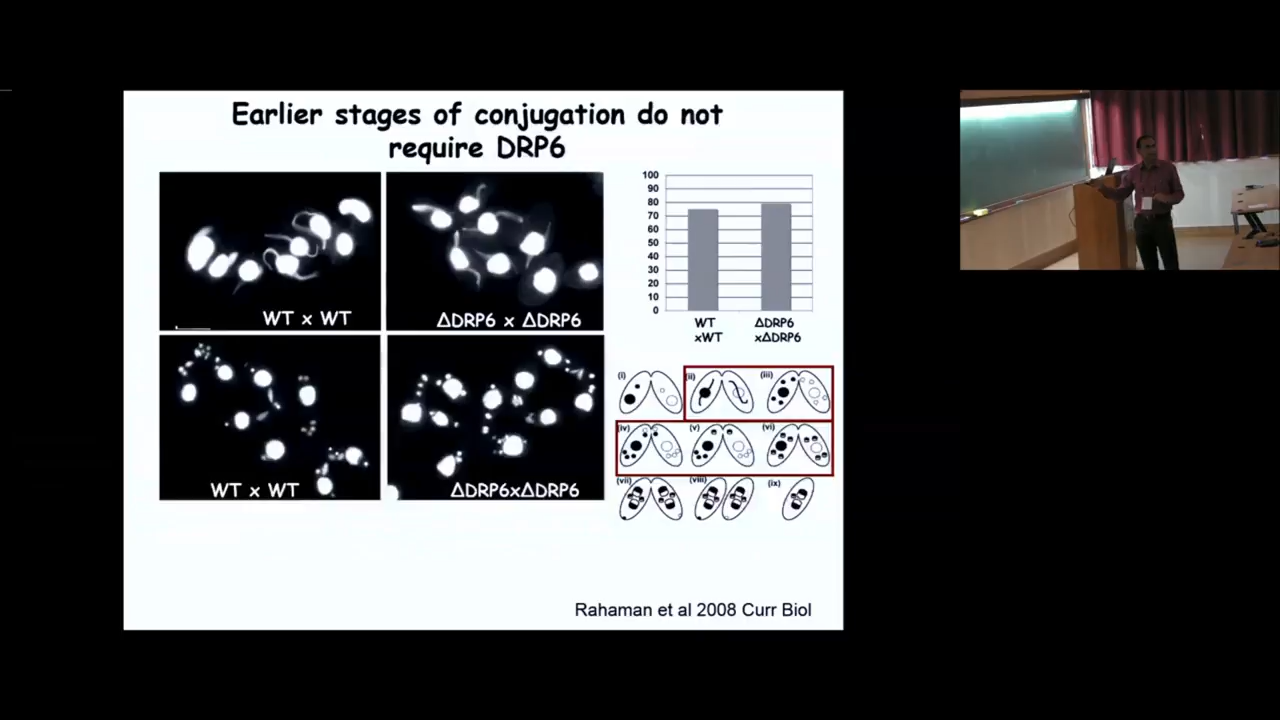 Earlier stages of conjugation do not
require DRP6
WT x WT
ΔDRP6 x ΔDRP6
WT x WT
ΔDRP6xΔDRP6
100
90
80
70
60
50
40
30
20
10
0
WT
xWT
ΔDRP6
xΔDRP6
(i)
(ii)
(iii)
(iv)
(v)
(vi)
(vii)
(viii)
(ix)
Rahaman et al 2008 Curr Biol